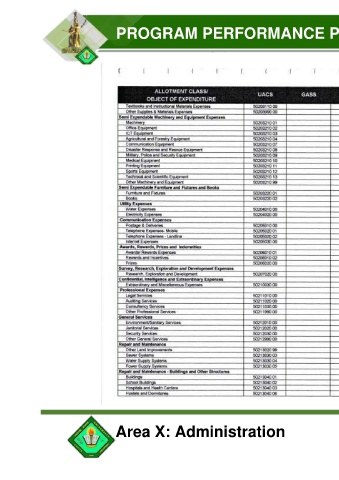 PROGRAM PERFORMANCE P
ALLOTMENT CLASS/ UACS GASS
OBJECT OF EXPENDITURE
Textbooks and Instructional Materials Expenses 50203110 00
Other Supplies & Materials Expenses 50203990 00
Semi Expendable Machinery and Equipment Expenses
Machinery 50203210 01
Office Equipment 50203210 02
ICT Equipment 50203210 03
Agricultural and Forestry Equipment 50203210 04
Communication Equipment 50203210 07
Disaster Response and Rescue Equipment 50203210 08
Military, Police and Security Equipment 50203210 09
Medical Equipment 50203210 10
Printing Equipment 50203210 11
Sports Equipment 50203210 12
Technical and Scientific Equipment 50203210 13
Other Machinery and Equipment 50203210 99
Semi Expendable Furniture and Fixtures and Books
Furniture and Fixtures 50203220 01
Books 50203220 02
Utility Expenses
Water Expenses 50204010 00
Electricity Expenses 50204020 00
Communication Expenses
Postage & Deliveries 50205010 00
Telephone Expenses- Mobile 50205020 01
Telephone Expenses - Landline 50205020 02
Internet Expenses 50205030 00
Awards, Rewards, Prizes and Indemnities
Awards/ Rewards Expenses 50206010 01
Rewards and Incentives 50206010 02
Prizes 50206020 00
Survey, Research, Exploration and Development Expenses
Research, Exploration and Development 50207020 00
Confidential, Intelligence and Extraordinary Expenses
Extraordinary and Miscellaneous Expenses 50210030 00
Professional Expenses
Legal Services 50211010 00
Auditing Services 50211020 00
Consultancy Services 50211030 00
Other Professional Services 50211990 00
General Services
Environment/Sanitary Services 50212010 00
Janitorial Services 50212020 00
Security Services 50212030 00
Other General Services 50212990 00
Repair and Maintenance
Other Land Improvements 50213020 99
Sewer Systems 50213030 03
Water Supply Systems 50213030 04
Power Supply Systems 50213030 05
Repair and Maintenance - Buildings and Other Structures
Buildings 50213040 01
School Buildings 50213040 02
Hospitals and Health Centers 50213040 03
Hostels and Dormitories 50213040 06
Area X: Administration